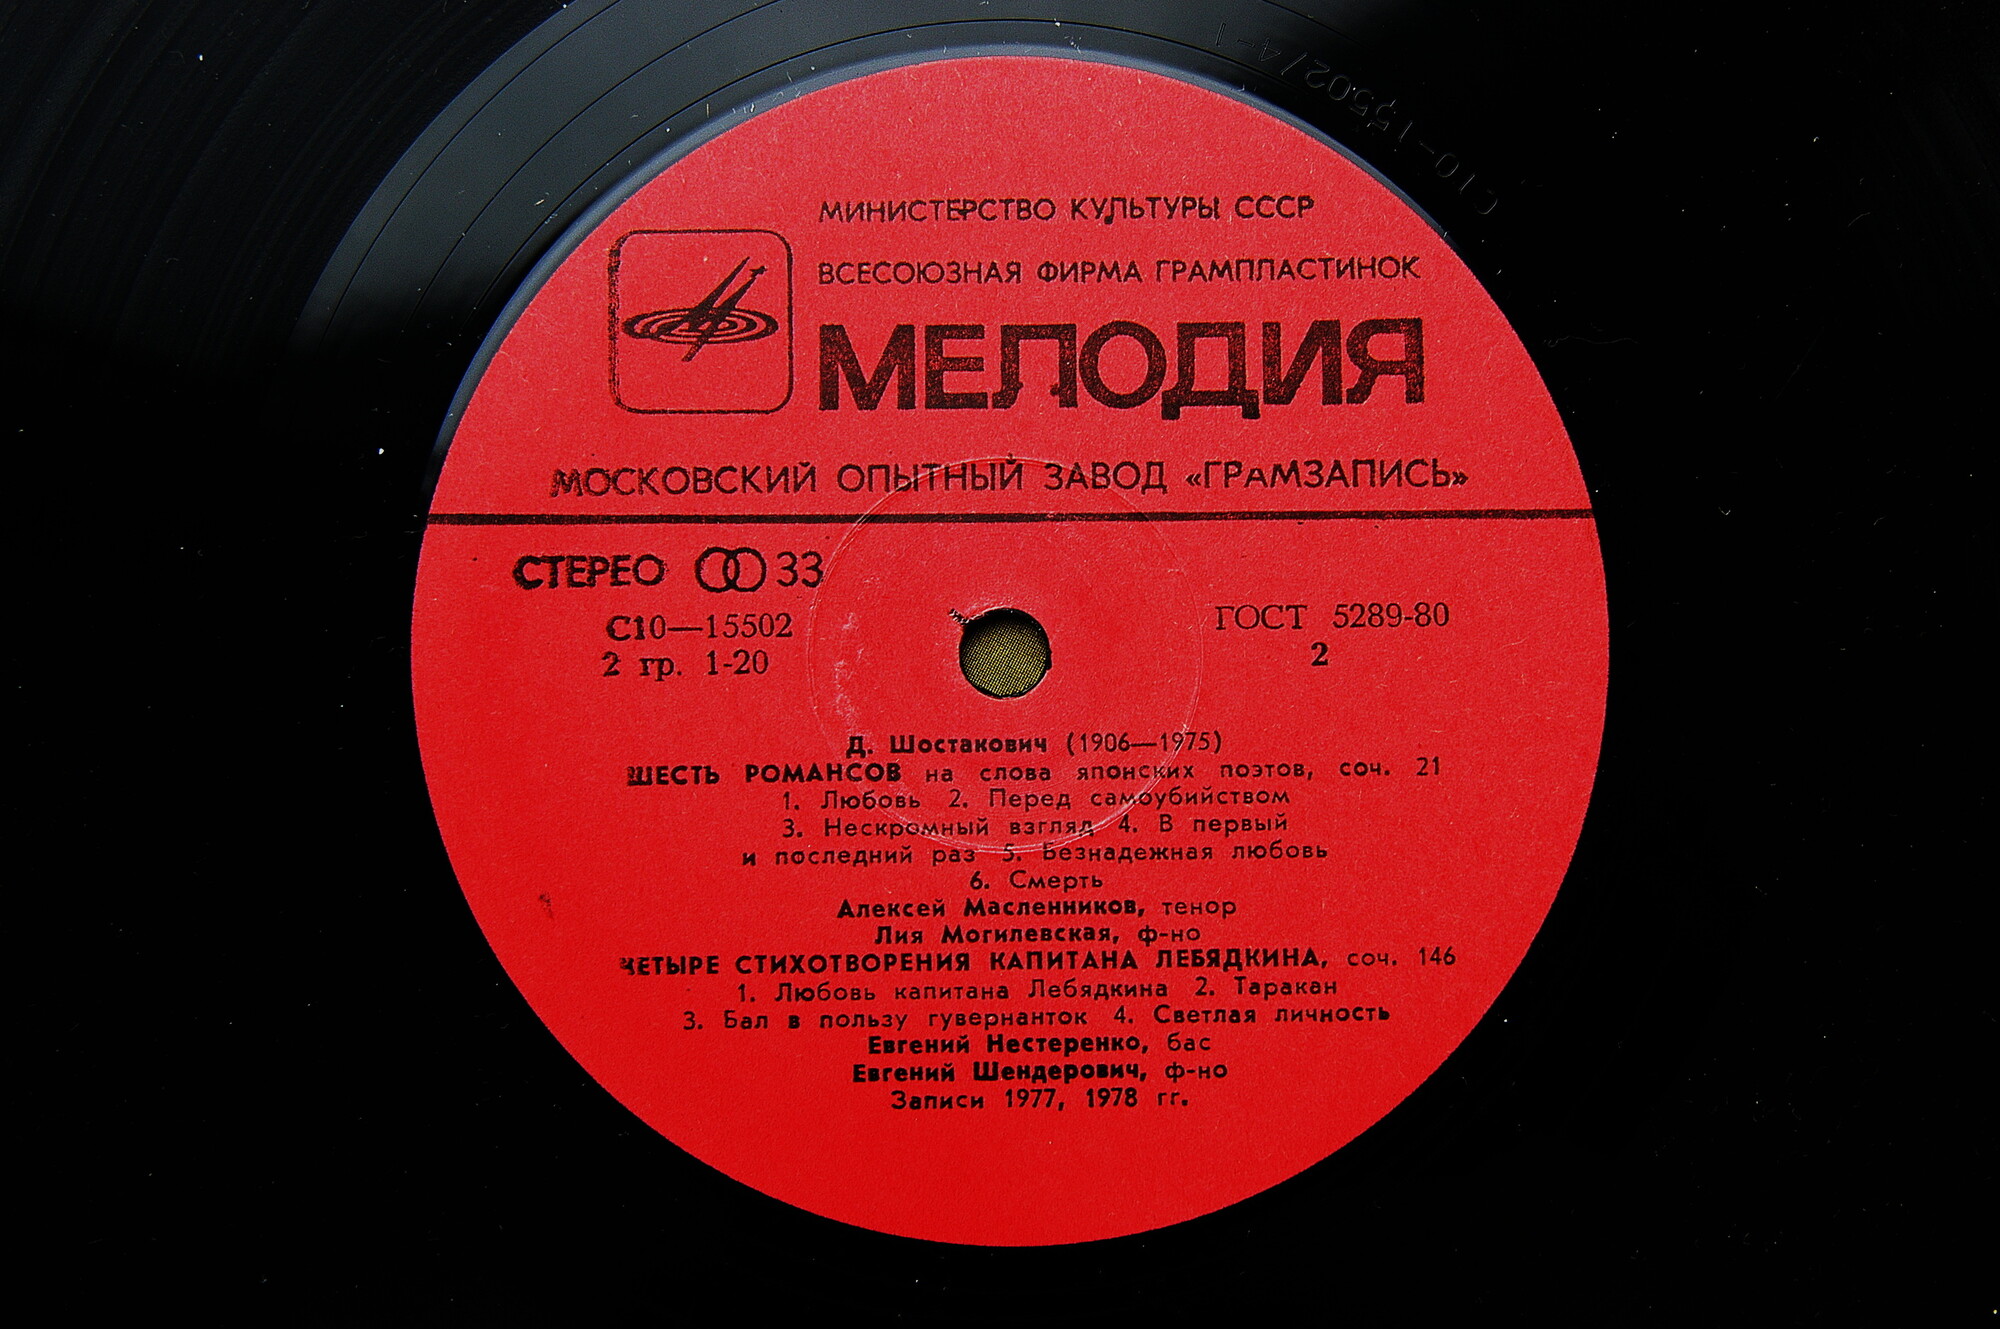 С10-15502/4-1
МИНИСТЕРСТВО КУЛЬТУРЫ СССР
ВСЕСОЮЗНАЯ ФИРМА ГРАМПЛАСТИНОК
МЕЛОДИЯ
МОСКОВСКИЙ ОПЫТНЫЙ ЗАВОД «ГРАМЗАПИСЬ»
СТЕРЕО 33
С10—15502
2 гр. 1-20
ГОСТ 5289-80
2
Д. Шостакович (1906—1975)
ШЕСТЬ РОМАНСОВ на слова японских поэтов, соч. 21
1. Любовь 2. Перед самоубийством
3. Нескромный взгляд 4. В первый
и последний раз 5. Безнадежная любовь
6. Смерть
Алексей Масленников, тенор
Лия Могилевская, ф-но
ЧЕТЫРЕ СТИХОТВОРЕНИЯ КАПИТАНА ЛЕБЯДКИНА, соч. 146
1. Любовь капитана Лебядкина 2. Таракан
3. Бал в пользу гувернанток 4. Светлая личность
Евгений Нестеренко, бас
Евгений Шендерович, ф-но
Записи 1977, 1978 гг.